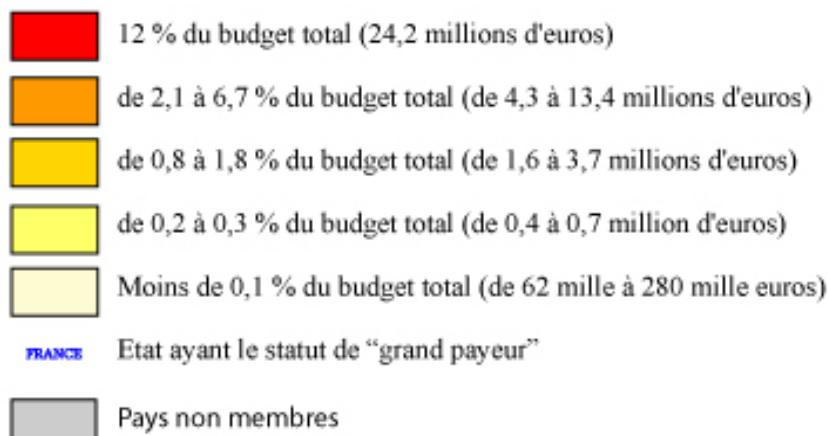 12 % du budget total (24,2 millions d'euros)
de 2,1 à 6,7 % du budget total (de 4,3 à 13,4 millions d'euros)
de 0,8 à 1,8 % du budget total (de 1,6 à 3,7 millions d'euros)
de 0,2 à 0,3 % du budget total (de 0,4 à 0,7 million d'euros)
Moins de 0,1 % du budget total (de 62 mille à 280 mille euros)
FRANCE Etat ayant le statut de “grand payeur”
Pays non membres